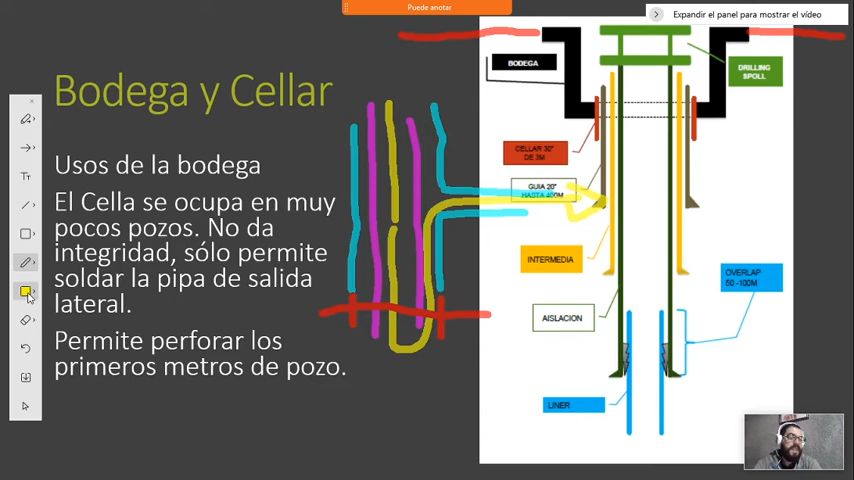 Puede anotar
Expandir el panel para mostrar el vídeo
Bodega y Cellar
Usos de la bodega
El Cella se ocupa en muy
pocos pozos. No da
integridad, sólo permite
soldar la pipa de salida
lateral.
Permite perforar los
primeros metros de pozo.
BODEGA
DRILLING
SPOLL
CELLAR 30"
DE 3M
GUIA 20"
HASTA 400M
INTERMEDIA
OVERLAP
50 -100M
AISLACION
LINER
Tт